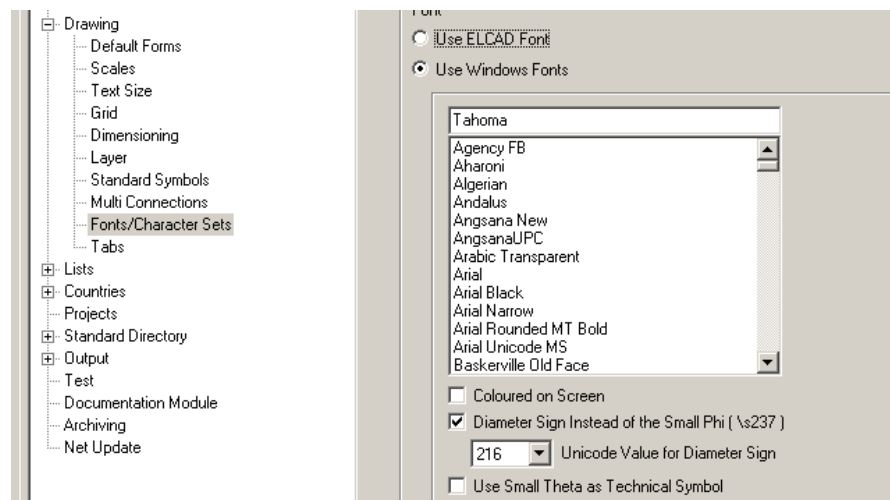 Drawing
Default Forms
Scales
Text Size
Grid
Dimensioning
Layer
Standard Symbols
Multi Connections
Fonts/Character Sets
Tabs
Lists
Countries
Projects
Standard Directory
Output
Test
Documentation Module
Archiving
Net Update
Font
Use ELCAD Font
Use Windows Fonts
Tahoma
Agency FB
Aharoni
Algerian
Andalus
Angsana New
AngsanaUPC
Arabic Transparent
Arial
Arial Black
Arial Narrow
Arial Rounded MT Bold
Arial Unicode MS
Baskerville Old Face
Coloured on Screen
Diameter Sign Instead of the Small Phi ( \s237 )
216 Unicode Value for Diameter Sign
Use Small Theta as Technical Symbol